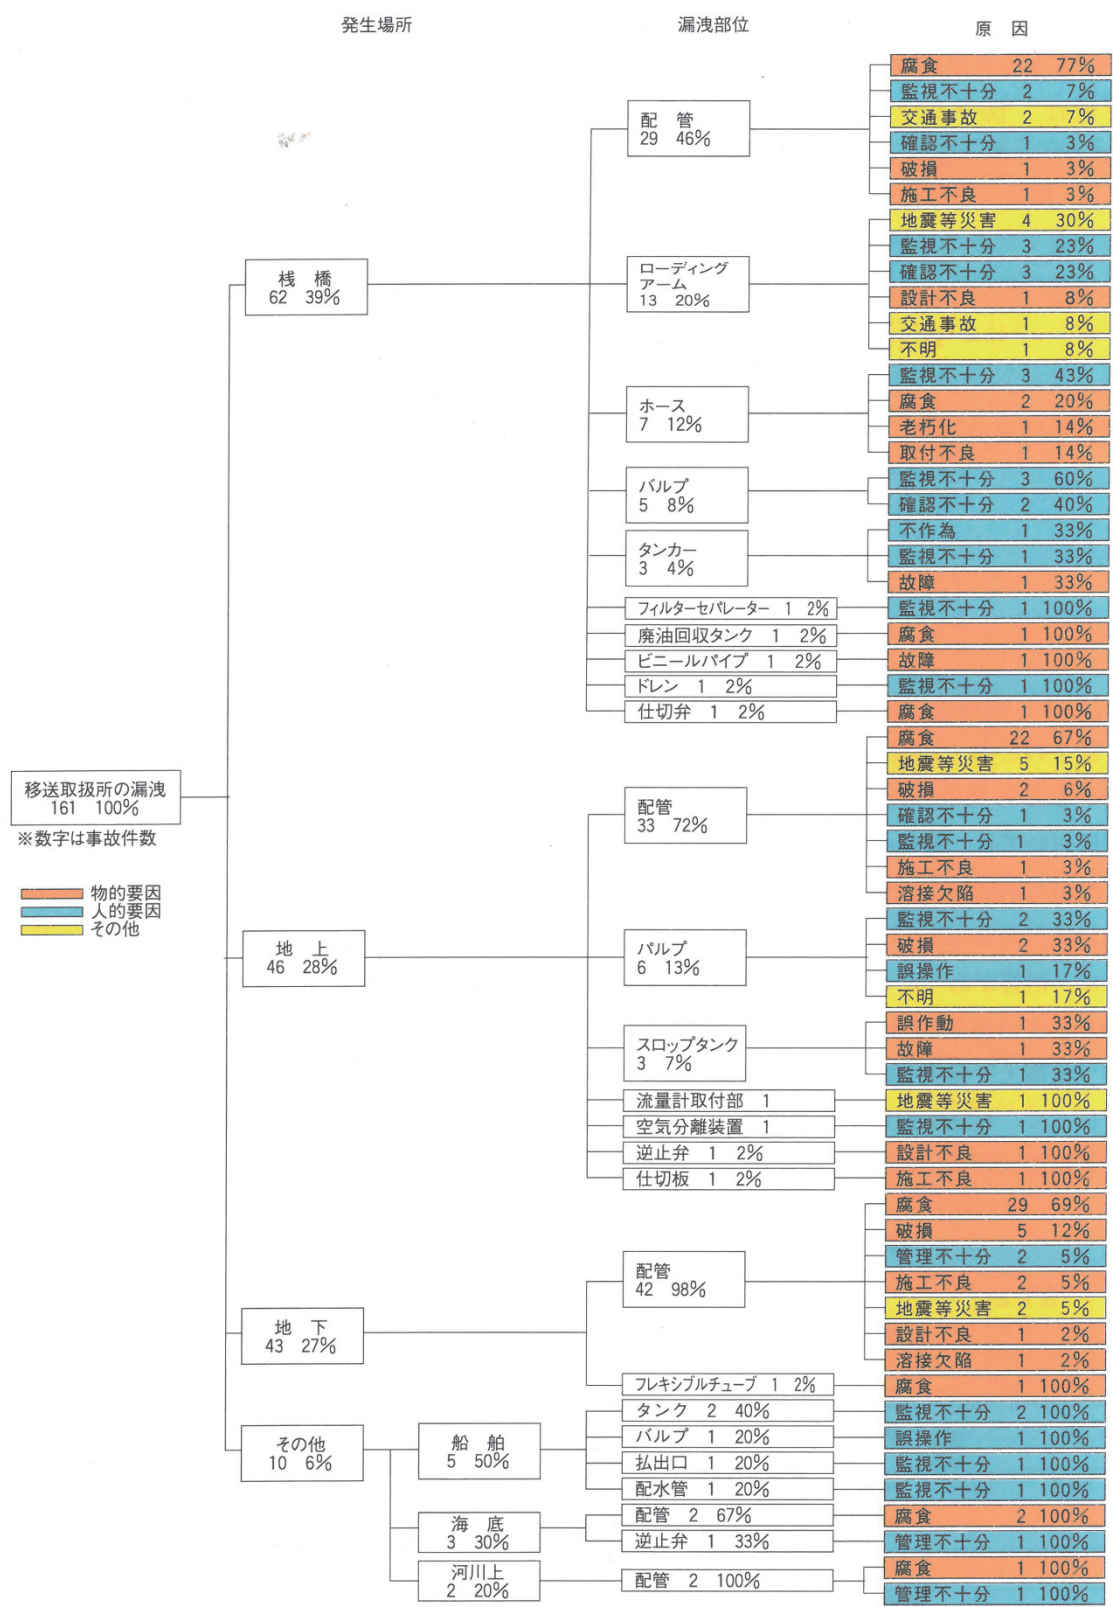 発生場所
漏洩部位
原 因
移送取扱所の漏洩
161 100%
※数字は事故件数
物的要因
人的要因
その他
桟 橋
62 39%
配 管
29 46%
腐食 22 77%
監視不十分 2 7%
交通事故 2 7%
確認不十分 1 3%
破損 1 3%
施工不良 1 3%
ローディング
アーム
13 20%
地震等災害 4 30%
監視不十分 3 23%
確認不十分 3 23%
設計不良 1 8%
交通事故 1 8%
不明 1 8%
ホース
7 12%
監視不十分 3 43%
腐食 2 20%
老朽化 1 14%
取付不良 1 14%
バルプ
5 8%
監視不十分 3 60%
確認不十分 2 40%
タンカー
3 4%
不作為 1 33%
監視不十分 1 33%
故障 1 33%
フィルターセパレーター 1 2%
監視不十分 1 100%
廃油回収タンク 1 2%
腐食 1 100%
ビニールパイプ 1 2%
故障 1 100%
ドレン 1 2%
監視不十分 1 100%
仕切弁 1 2%
腐食 1 100%
地 上
46 28%
配管
33 72%
腐食 22 67%
地震等災害 5 15%
破損 2 6%
確認不十分 1 3%
監視不十分 1 3%
施工不良 1 3%
溶接欠陥 1 3%
バルプ
6 13%
監視不十分 2 33%
破損 2 33%
誤操作 1 17%
不明 1 17%
スロップタンク
3 7%
誤作動 1 33%
故障 1 33%
監視不十分 1 33%
流量計取付部 1
地震等災害 1 100%
空気分離装置 1
監視不十分 1 100%
逆止弁 1 2%
設計不良 1 100%
仕切板 1 2%
施工不良 1 100%
地 下
43 27%
配管
42 98%
腐食 29 69%
破損 5 12%
管理不十分 2 5%
施工不良 2 5%
地震等災害 2 5%
設計不良 1 2%
溶接欠陥 1 2%
フレキシブルチューブ 1 2%
腐食 1 100%
その他
10 6%
船 舶
5 50%
タンク 2 40%
監視不十分 2 100%
バルブ 1 20%
誤操作 1 100%
払出口 1 20%
監視不十分 1 100%
配水管 1 20%
監視不十分 1 100%
海 底
3 30%
配管 2 67%
腐食 2 100%
逆止弁 1 33%
管理不十分 1 100%
河川上
2 20%
配管 2 100%
腐食 1 100%
管理不十分 1 100%